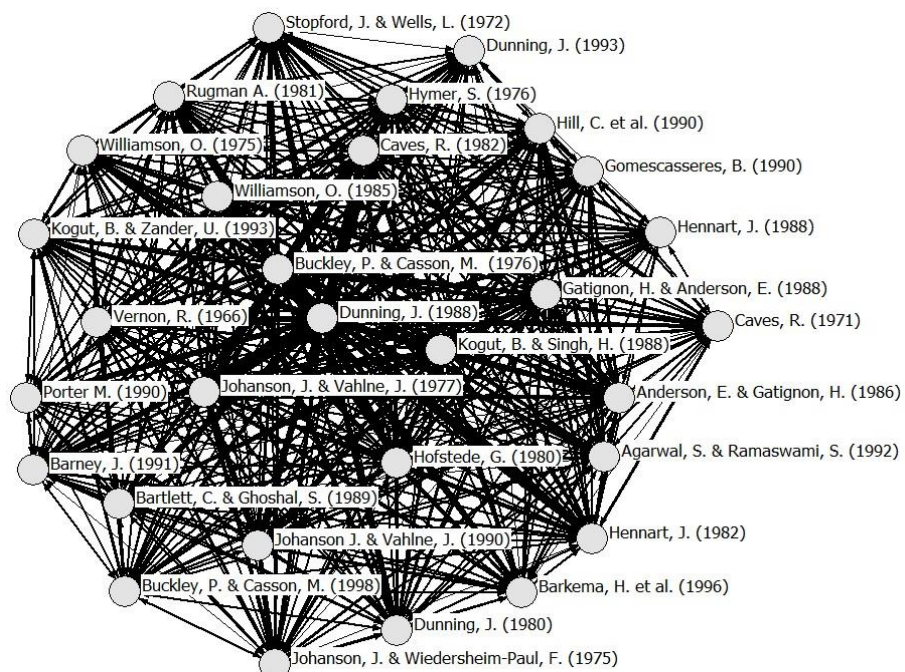 Stopford, J. & Wells, L. (1972)
Dunning, J. (1993)
Rugman A. (1981)
Hymer, S. (1976)
Hill, C. et al. (1990)
Williamson, O. (1975)
Caves, R. (1982)
Gomescasseres, B. (1990)
Williamson, O. (1985)
Kogut, B. & Zander, U. (1993)
Hennart, J. (1988)
Buckley, P. & Casson, M. (1976)
Gatignon, H. & Anderson, E. (1988)
Vernon, R. (1966)
Dunning, J. (1988)
Caves, R. (1971)
Kogut, B. & Singh, H. (1988)
Porter M. (1990)
Johanson, J. & Vahlne, J. (1977)
Anderson, E. & Gatignon, H. (1986)
Barney, J. (1991)
Hofstede, G. (1980)
Agarwal, S. & Ramaswami, S. (1992)
Bartlett, C. & Ghoshal, S. (1989)
Johanson J. & Vahlne, J. (1990)
Hennart, J. (1982)
Buckley, P. & Casson, M. (1998)
Barkema, H. et al. (1996)
Dunning, J. (1980)
Johanson, J. & Wiedersheim-Paul, F. (1975)